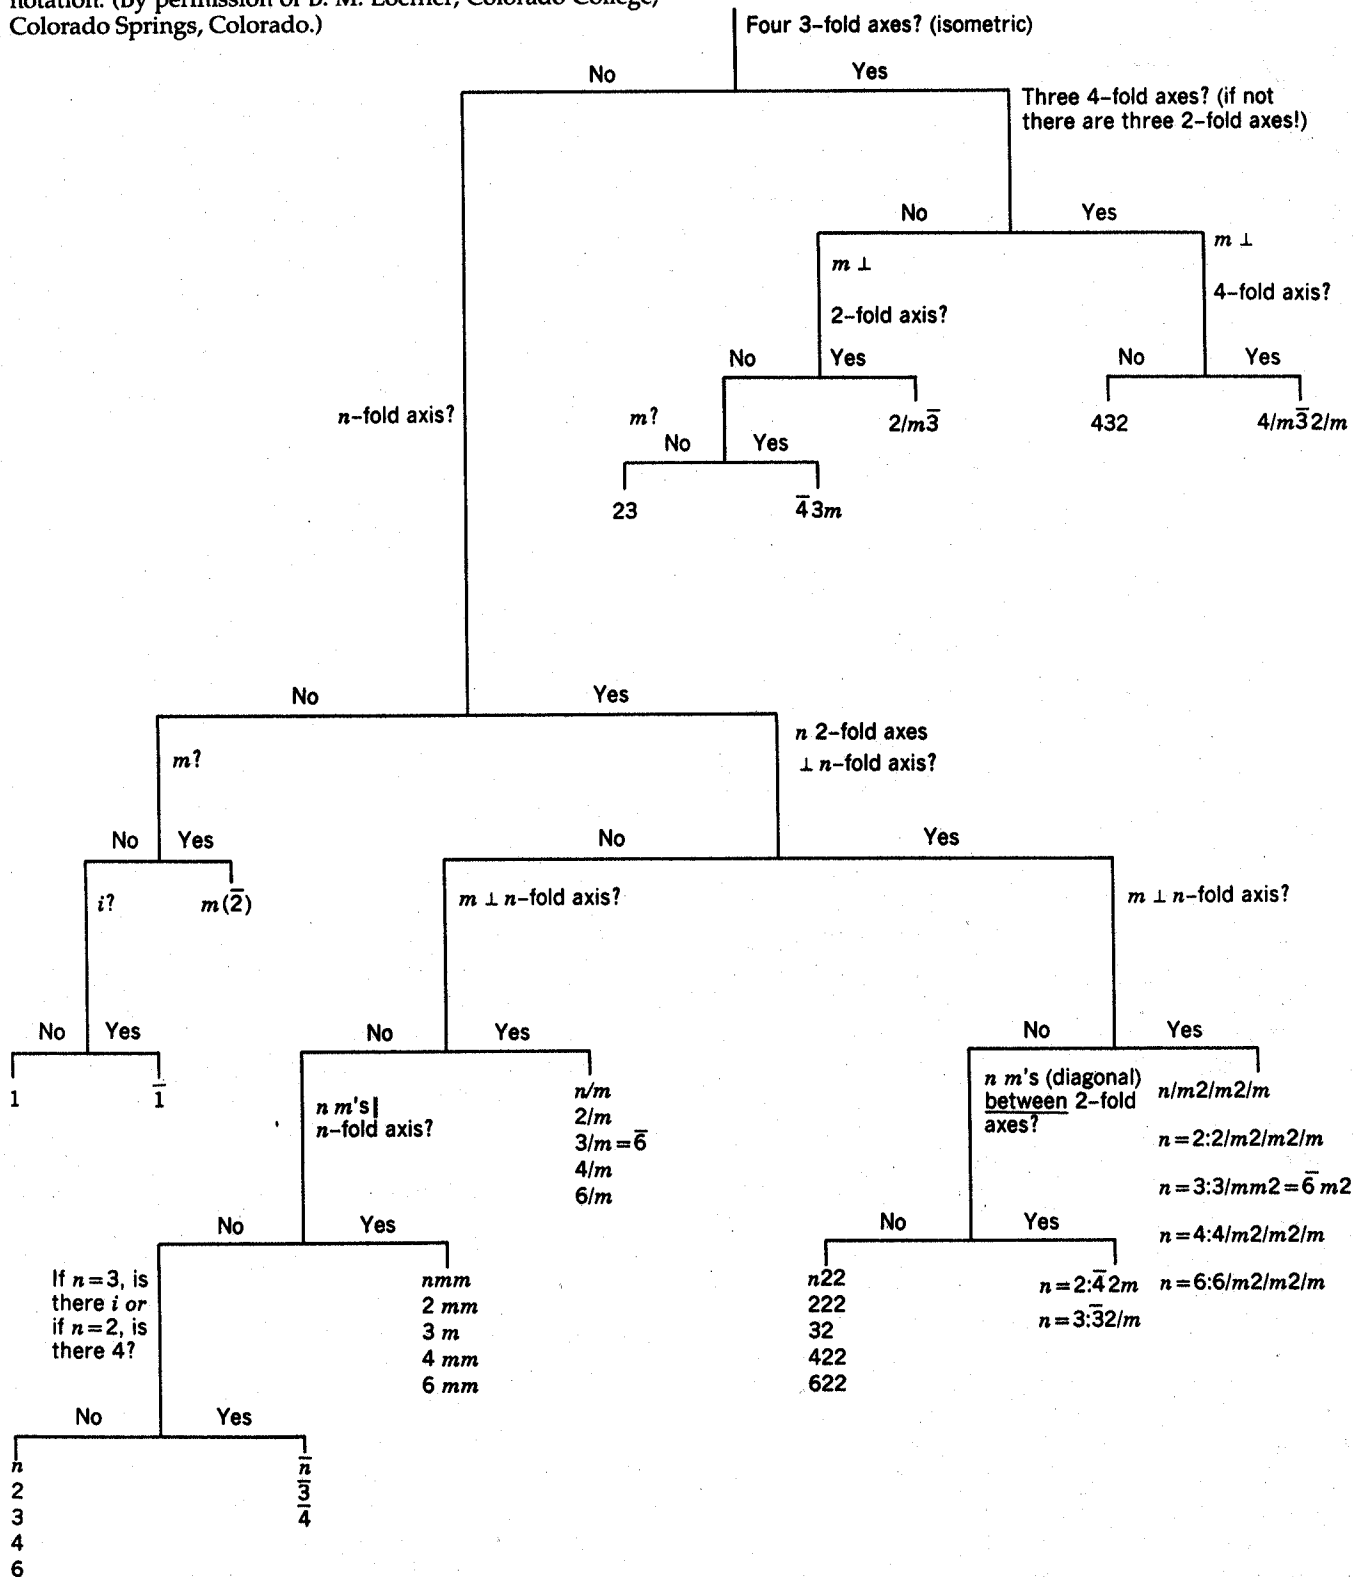 notation. (By permission of B. M. Loeffler, Colorado College,
Colorado Springs, Colorado.)
Four 3-fold axes? (isometric)
No
Yes
Three 4-fold axes? (if not
there are three 2-fold axes!)
No
Yes
m ⊥
2-fold axis?
m ⊥
4-fold axis?
No
Yes
No
Yes
n-fold axis?
m?
2/m3̅
432
4/m3̅2/m
No
Yes
23
4̅3m
No
Yes
m?
n 2-fold axes
⊥ n-fold axis?
No
Yes
No
Yes
i?
m(2̅)
m ⊥ n-fold axis?
m ⊥ n-fold axis?
No
Yes
No
Yes
No
Yes
1
1̅
n m's|
n-fold axis?
n/m
2/m
3/m=6̅
4/m
6/m
n m's (diagonal)
between 2-fold
axes?
n/m2/m2/m
n=2:2/m2/m2/m
n=3:3/mm2=6̅m2
n=4:4/m2/m2/m
n=6:6/m2/m2/m
No
Yes
No
Yes
If n=3, is
there i or
if n=2, is
there 4?
nmm
2 mm
3 m
4 mm
6 mm
n22
222
32
422
622
n=2:4̅2m
n=3:3̅2/m
No
Yes
n
2
3
4
6
n̅
3̅
4̅